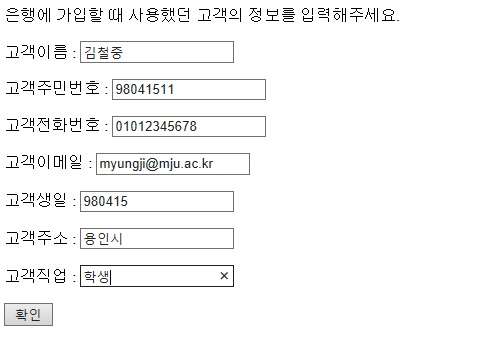 은행에 가입할 때 사용했던 고객의 정보를 입력해주세요.
고객이름 : 김철중
고객주민번호 : 98041511
고객전화번호 : 01012345678
고객이메일 : myungji@mju.ac.kr
고객생일 : 980415
고객주소 : 용인시
고객직업 : 학생
확인